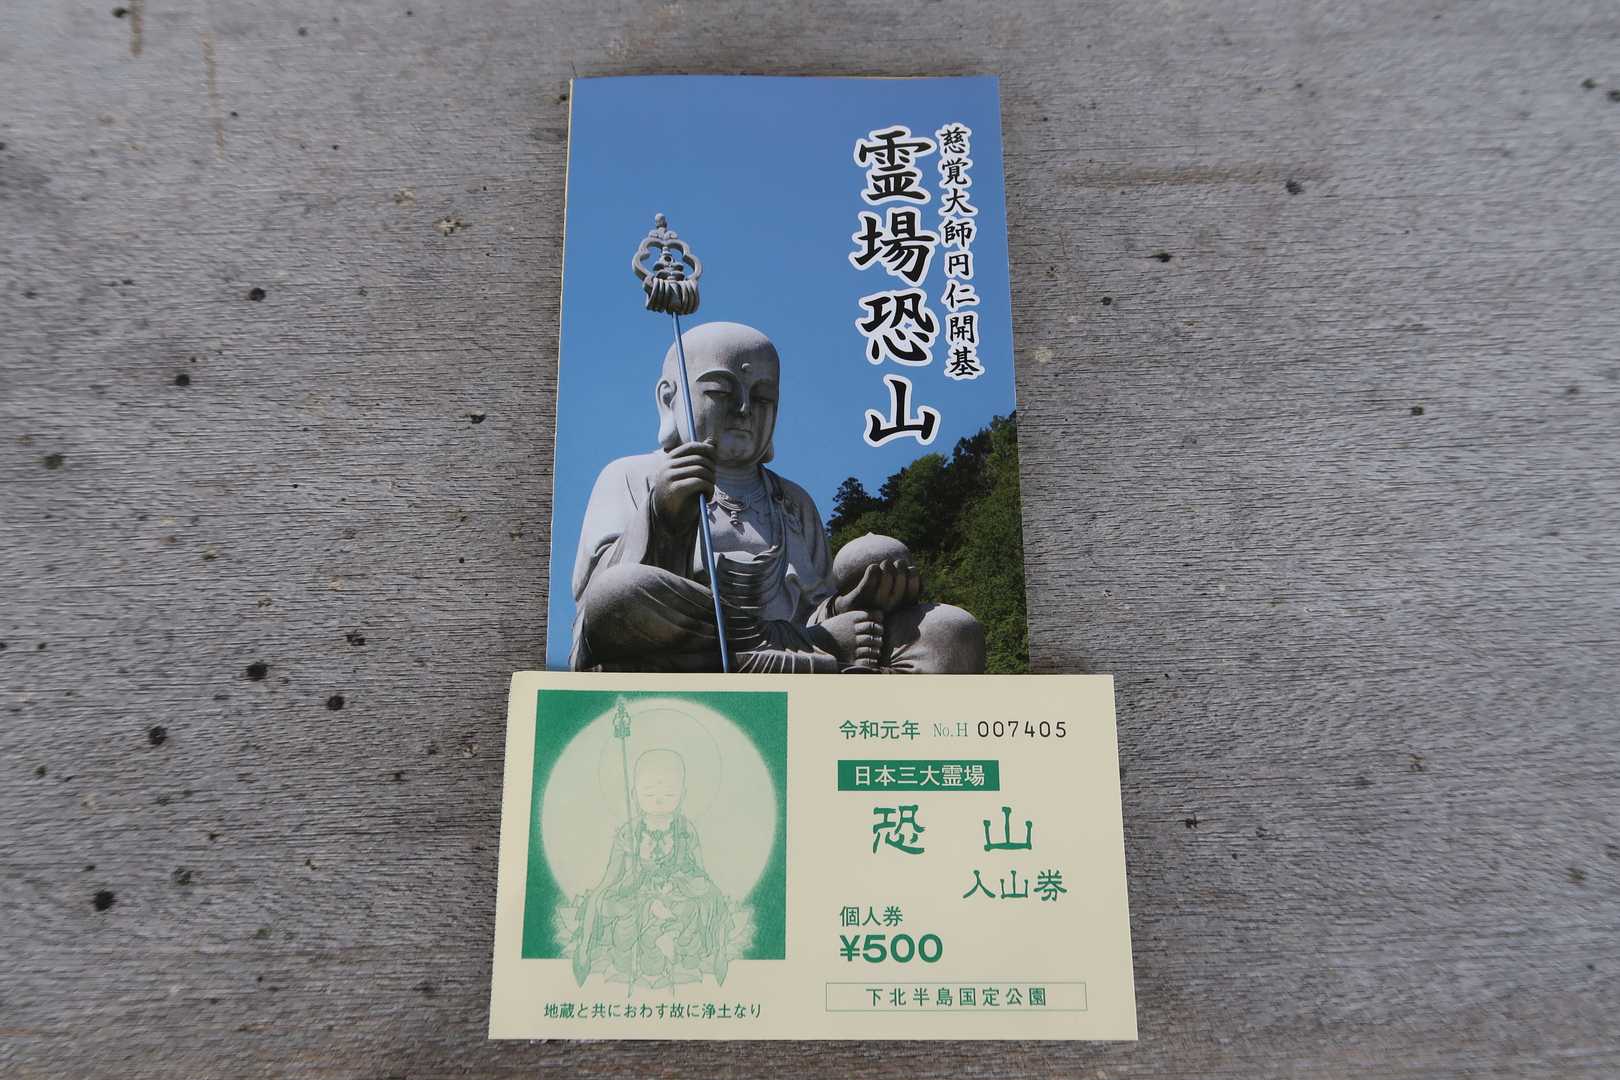 慈覚大師円仁開基
霊場恐山
令和元年 No.H 007405
日本三大霊場
恐山
入山券
個人券
¥500
下北半島国定公園
地蔵と共におわす故に浄土なり